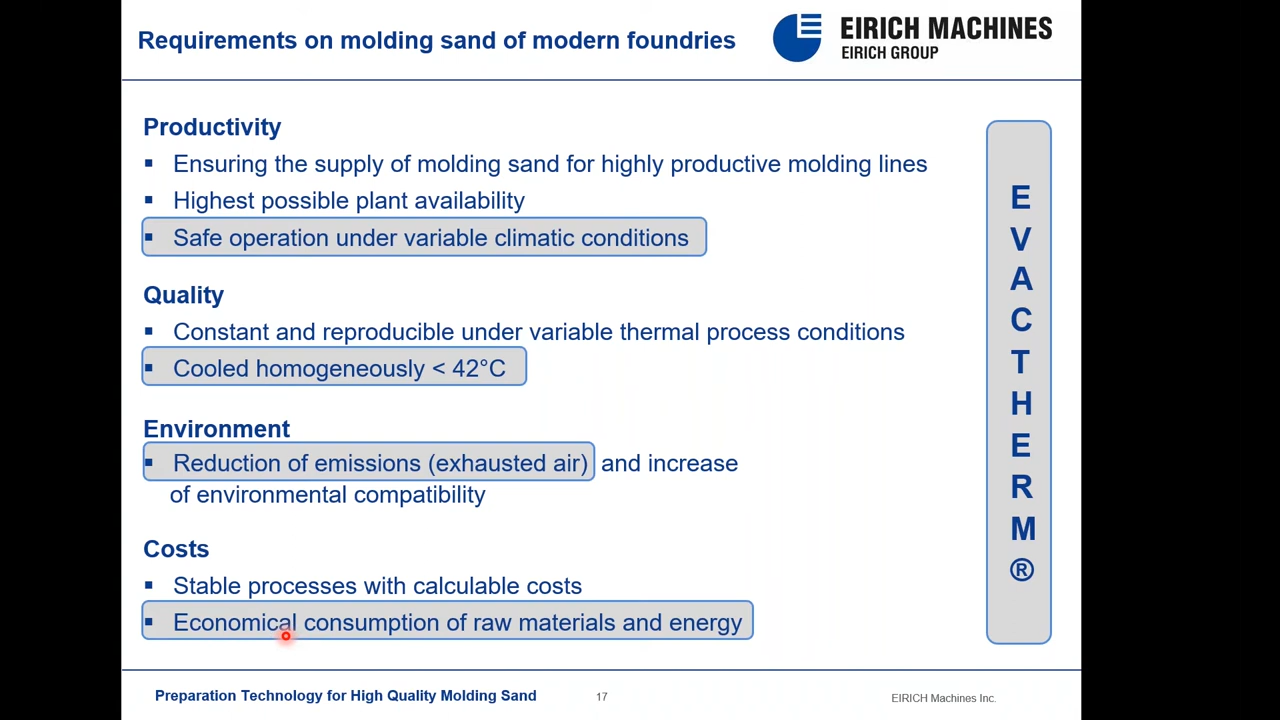 Requirements on molding sand of modern foundries
EIRICH MACHINES
EIRICH GROUP
Productivity
▪ Ensuring the supply of molding sand for highly productive molding lines
▪ Highest possible plant availability
▪ Safe operation under variable climatic conditions
Quality
▪ Constant and reproducible under variable thermal process conditions
▪ Cooled homogeneously < 42°C
Environment
▪ Reduction of emissions (exhausted air) and increase
of environmental compatibility
Costs
▪ Stable processes with calculable costs
▪ Economical consumption of raw materials and energy
E
V
A
C
T
H
E
R
M
®
Preparation Technology for High Quality Molding Sand
17
EIRICH Machines Inc.